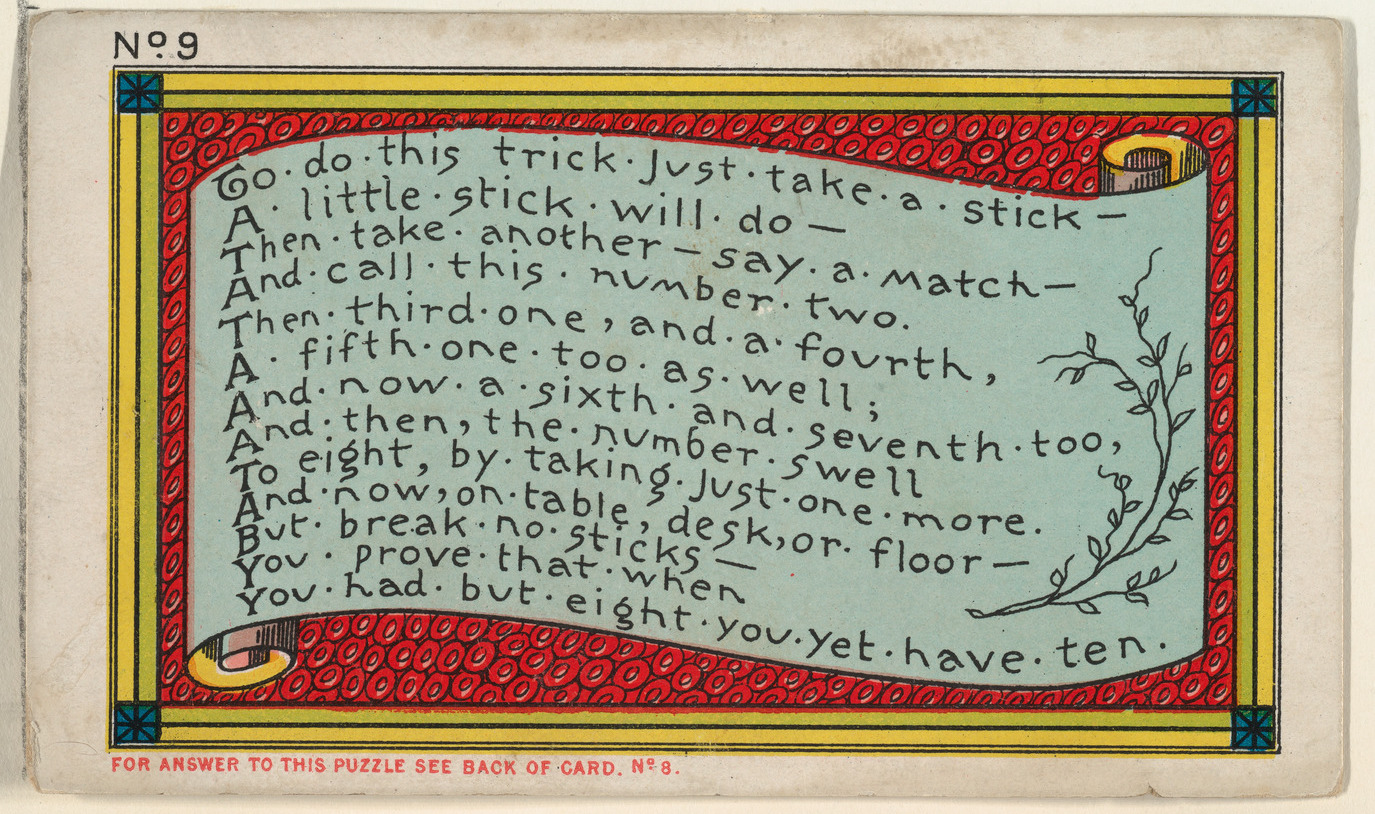 Nº 9
To do this trick just take a stick —
A little stick will do —
Then take another — say a match —
And call this number two.
Then third one, and a fourth,
A fifth one too as well;
And now a sixth and seventh too,
And then, the number swell
To eight, by taking just one more.
And now, on table, desk, or floor —
But break no sticks —
You prove that when
You had but eight you yet have ten.
FOR ANSWER TO THIS PUZZLE SEE BACK OF CARD. Nº 8.